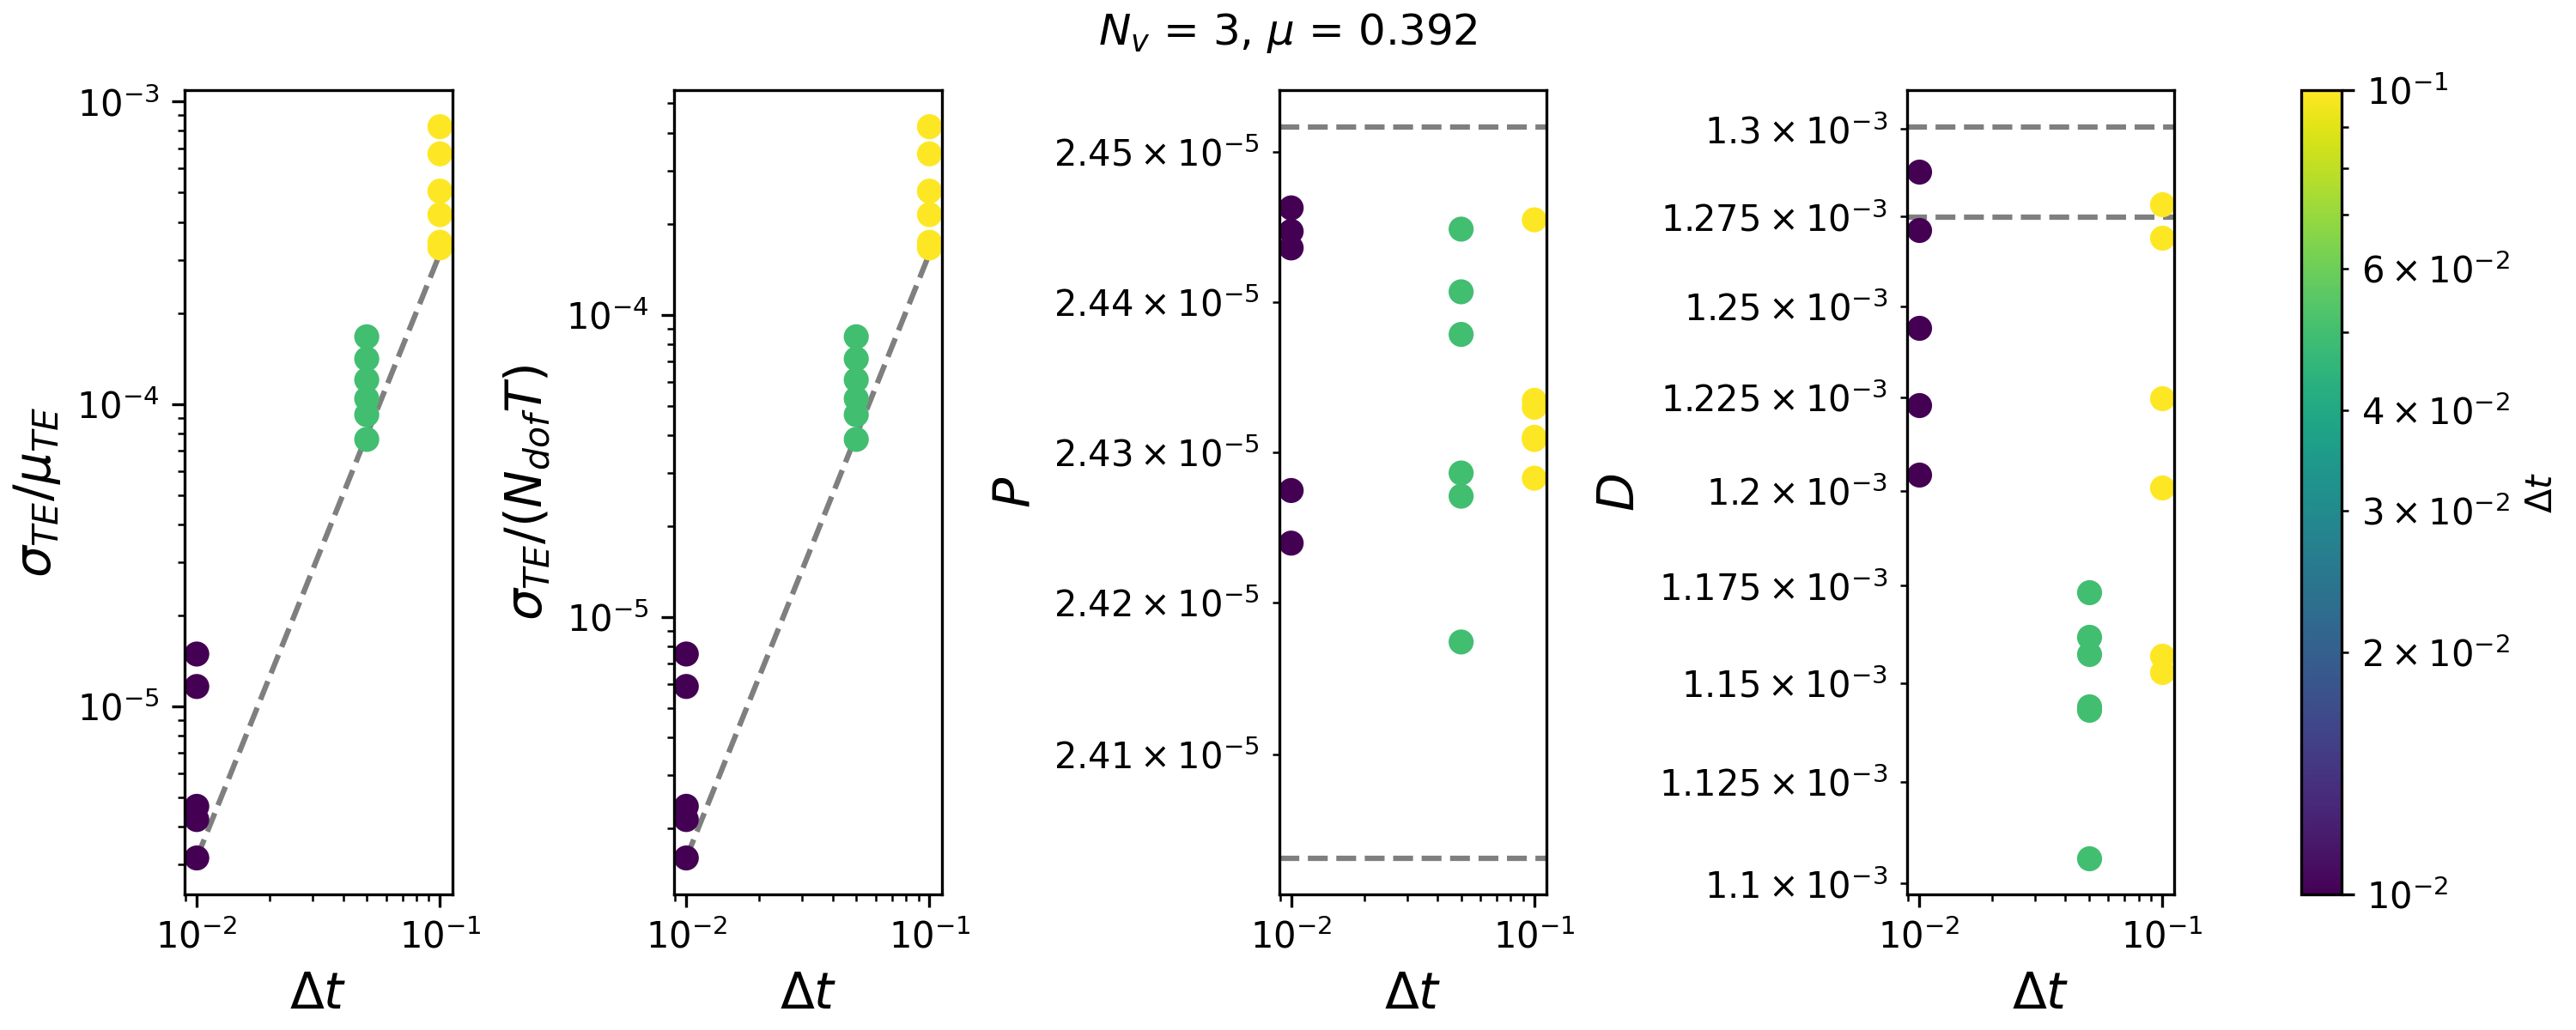 N_v = 3, μ = 0.392
σ_TE/μ_TE
10^−3
10^−4
10^−5
10^−2
10^−1
Δt
σ_TE/(N_dof T)
10^−4
10^−5
10^−2
10^−1
Δt
P
2.45 × 10^−5
2.44 × 10^−5
2.43 × 10^−5
2.42 × 10^−5
2.41 × 10^−5
10^−2
10^−1
Δt
D
1.3 × 10^−3
1.275 × 10^−3
1.25 × 10^−3
1.225 × 10^−3
1.2 × 10^−3
1.175 × 10^−3
1.15 × 10^−3
1.125 × 10^−3
1.1 × 10^−3
10^−2
10^−1
Δt
10^−1
6 × 10^−2
4 × 10^−2
3 × 10^−2
2 × 10^−2
10^−2
Δt